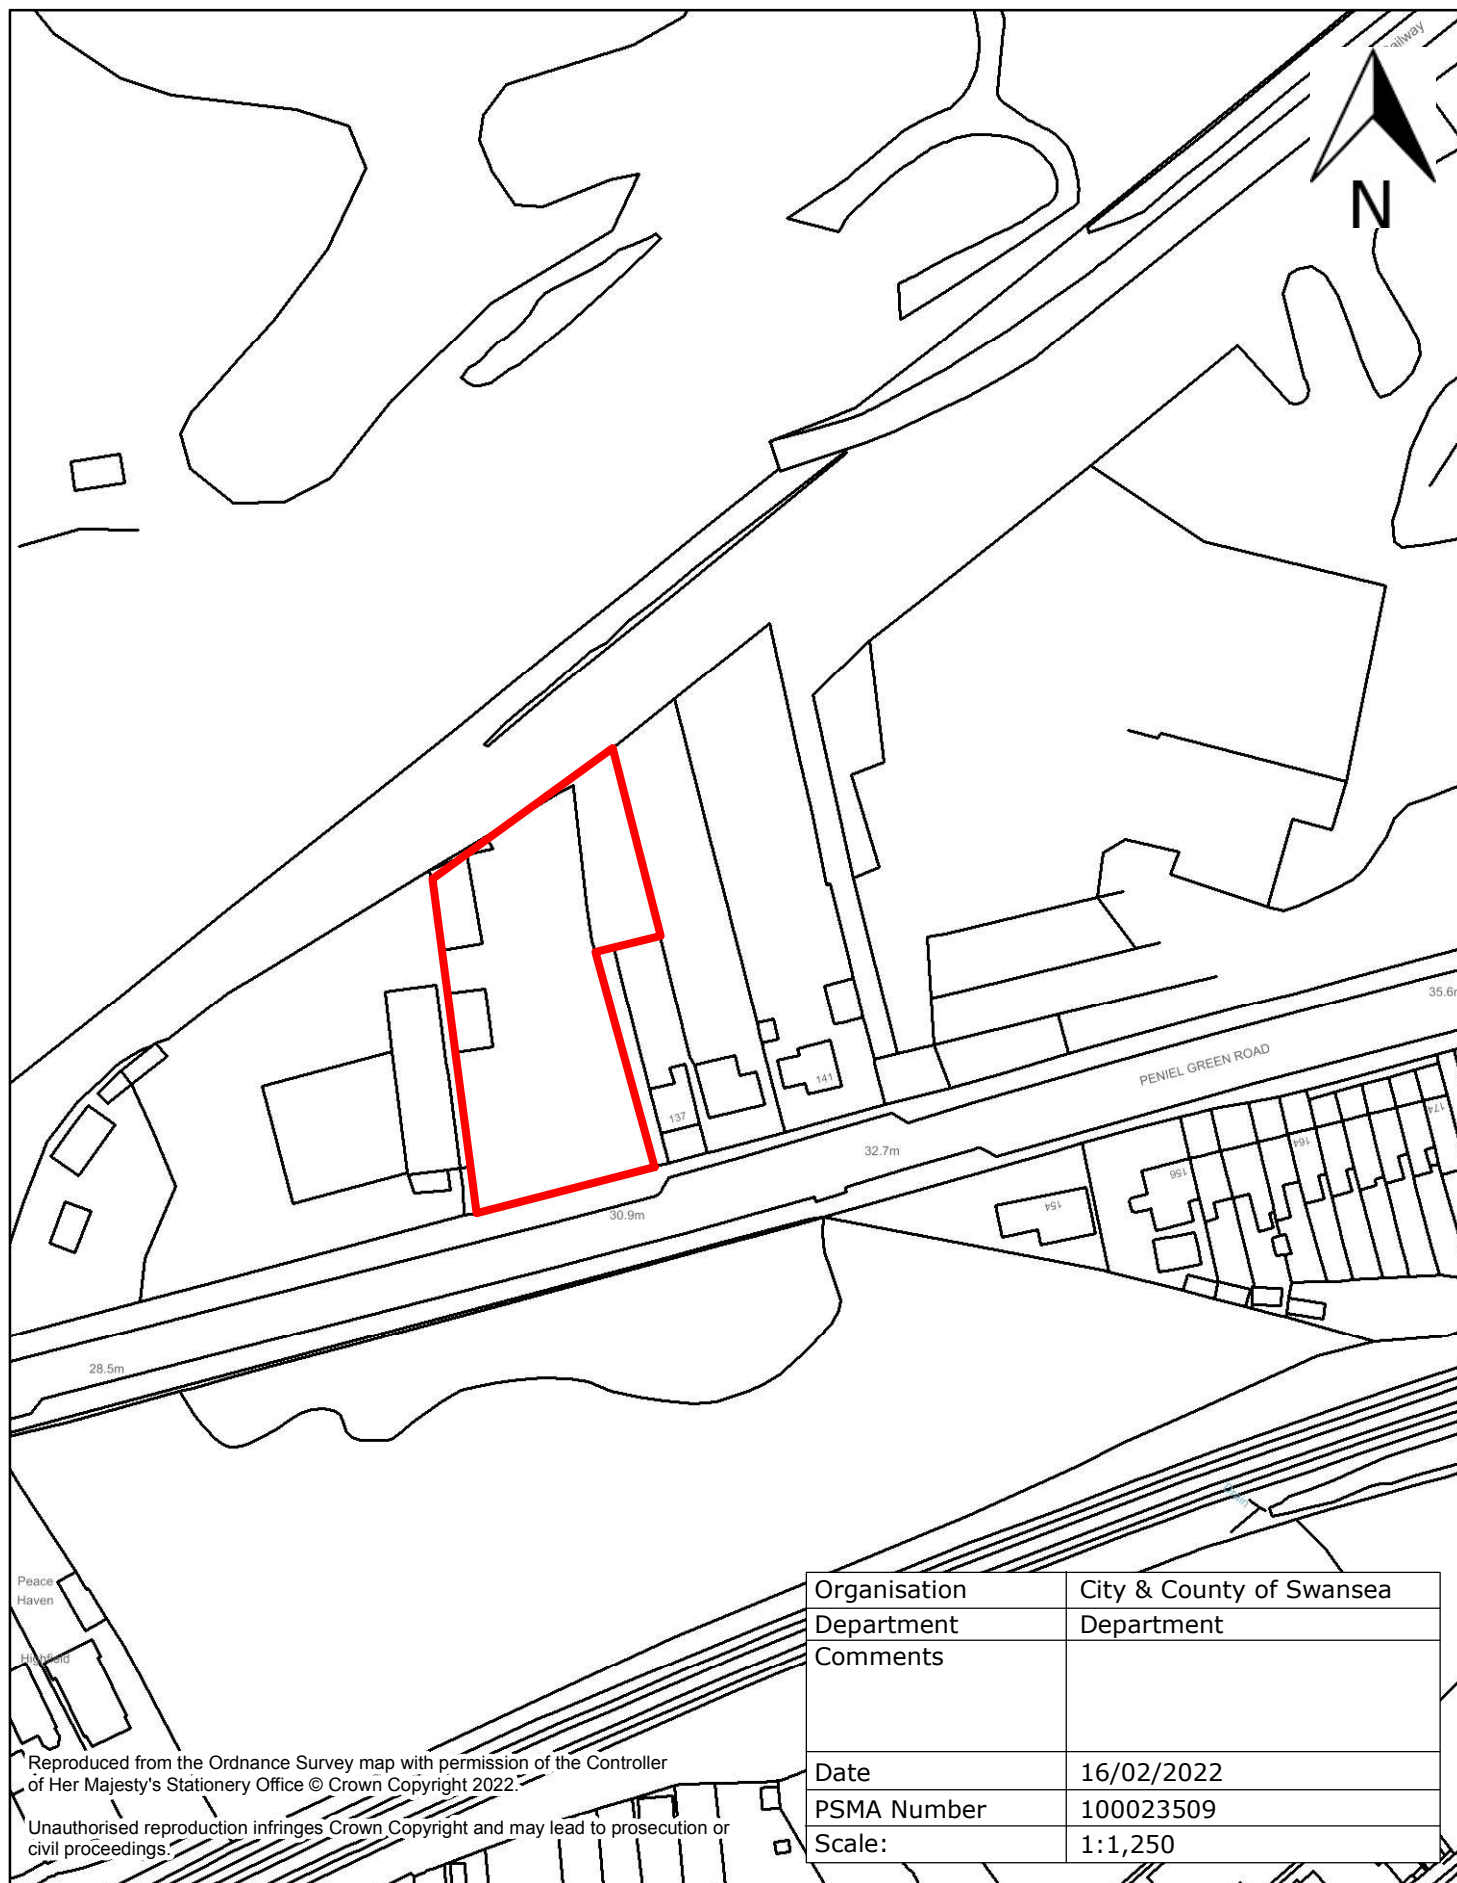 Railway
N
35.6m
PENIEL GREEN ROAD
141
137
174
164
32.7m
156
154
30.9m
28.5m
Drain
Peace
Haven
Highfield
Organisation City & County of Swansea
Department Department
Comments
Date 16/02/2022
PSMA Number 100023509
Scale: 1:1,250
Reproduced from the Ordnance Survey map with permission of the Controller
of Her Majesty's Stationery Office © Crown Copyright 2022.
Unauthorised reproduction infringes Crown Copyright and may lead to prosecution or
civil proceedings.